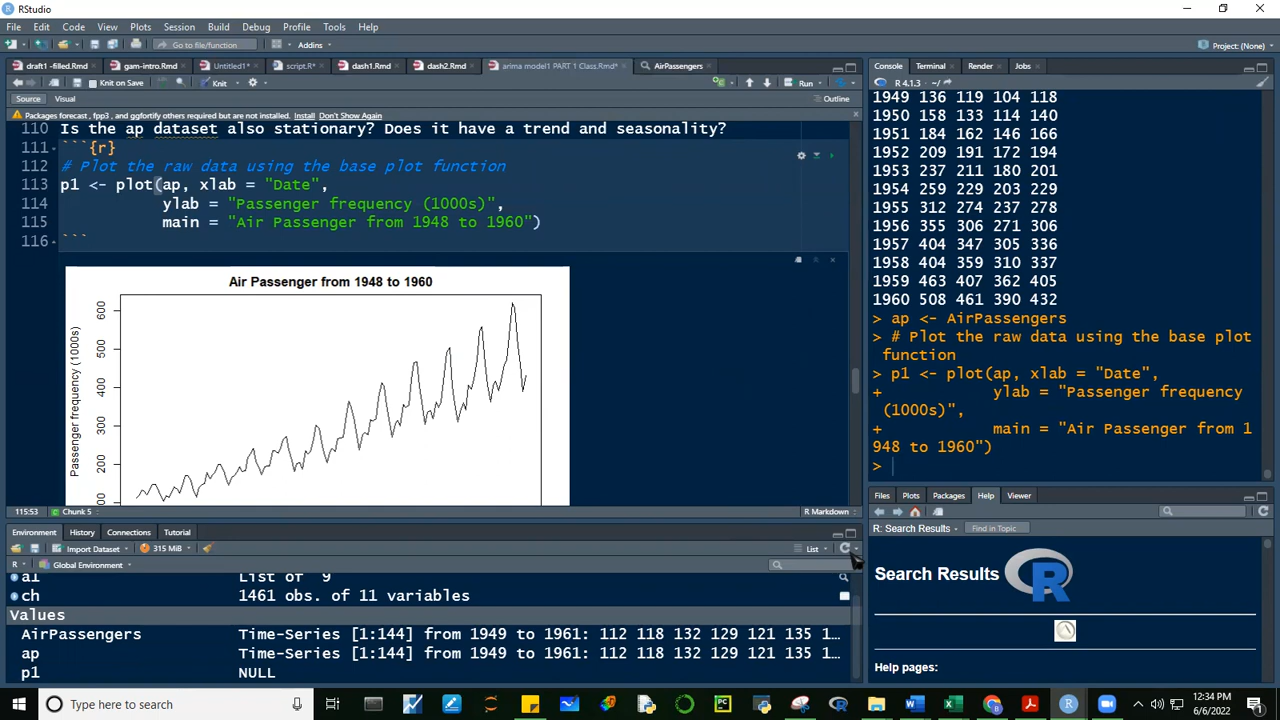 RStudio
File Edit Code View Plots Session Build Debug Profile Tools Help
Go to file/function Addins Project: (None)
draft1 -filled.Rmd gam-intro.Rmd Untitled1* script.R* dash1.Rmd dash2.Rmd arima model1 PART 1 Class.Rmd* AirPassengers
Knit on Save Knit Run
Source Visual Outline
Packages forecast, fpp3, and ggfortify others required but are not installed. Install Don't Show Again
110 Is the ap dataset also stationary? Does it have a trend and seasonality?
111 ```{r}
112 # Plot the raw data using the base plot function
113 p1 <- plot(ap, xlab = "Date",
114 ylab = "Passenger frequency (1000s)",
115 main = "Air Passenger from 1948 to 1960")
116 ```
Air Passenger from 1948 to 1960
Passenger frequency (1000s)
600
500
400
300
200
115:53 Chunk 5 R Markdown
Environment History Connections Tutorial
Import Dataset 315 MiB List
R Global Environment
a1 List of 9
ch 1461 obs. of 11 variables
Values
AirPassengers Time-Series [1:144] from 1949 to 1961: 112 118 132 129 121 135 1…
ap Time-Series [1:144] from 1949 to 1961: 112 118 132 129 121 135 1…
p1 NULL
Console Terminal Render Jobs
R 4.1.3 · ~/
1949 136 119 104 118
1950 158 133 114 140
1951 184 162 146 166
1952 209 191 172 194
1953 237 211 180 201
1954 259 229 203 229
1955 312 274 237 278
1956 355 306 271 306
1957 404 347 305 336
1958 404 359 310 337
1959 463 407 362 405
1960 508 461 390 432
> ap <- AirPassengers
> # Plot the raw data using the base plot
function
> p1 <- plot(ap, xlab = "Date",
+ ylab = "Passenger frequency
(1000s)",
+ main = "Air Passenger from 1
948 to 1960")
>
Files Plots Packages Help Viewer
R: Search Results Find in Topic
Search Results R
Help pages:
Type here to search
12:34 PM
6/6/2022